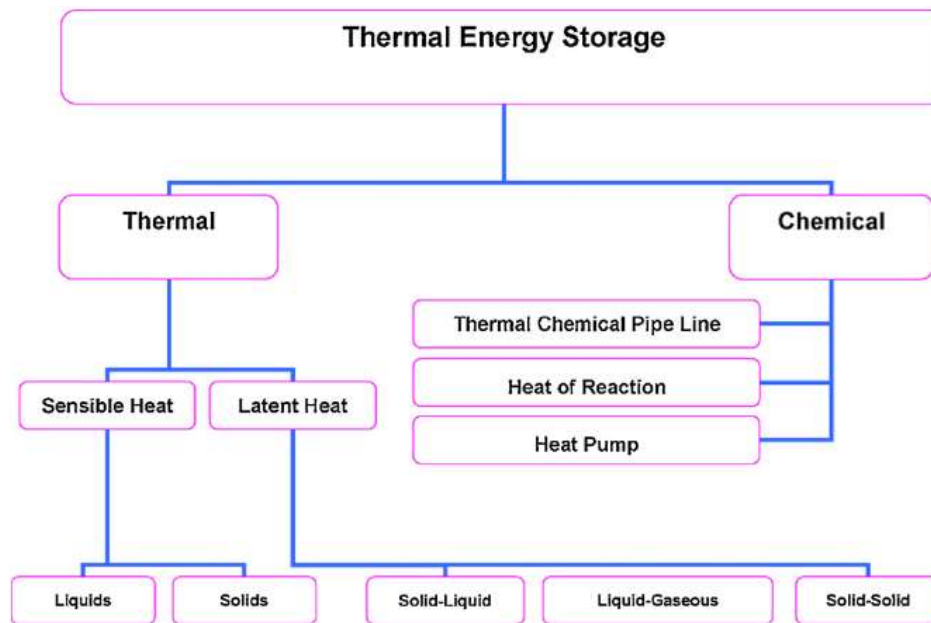 Thermal Energy Storage
Thermal
Chemical
Thermal Chemical Pipe Line
Heat of Reaction
Heat Pump
Sensible Heat
Latent Heat
Liquids
Solids
Solid-Liquid
Liquid-Gaseous
Solid-Solid